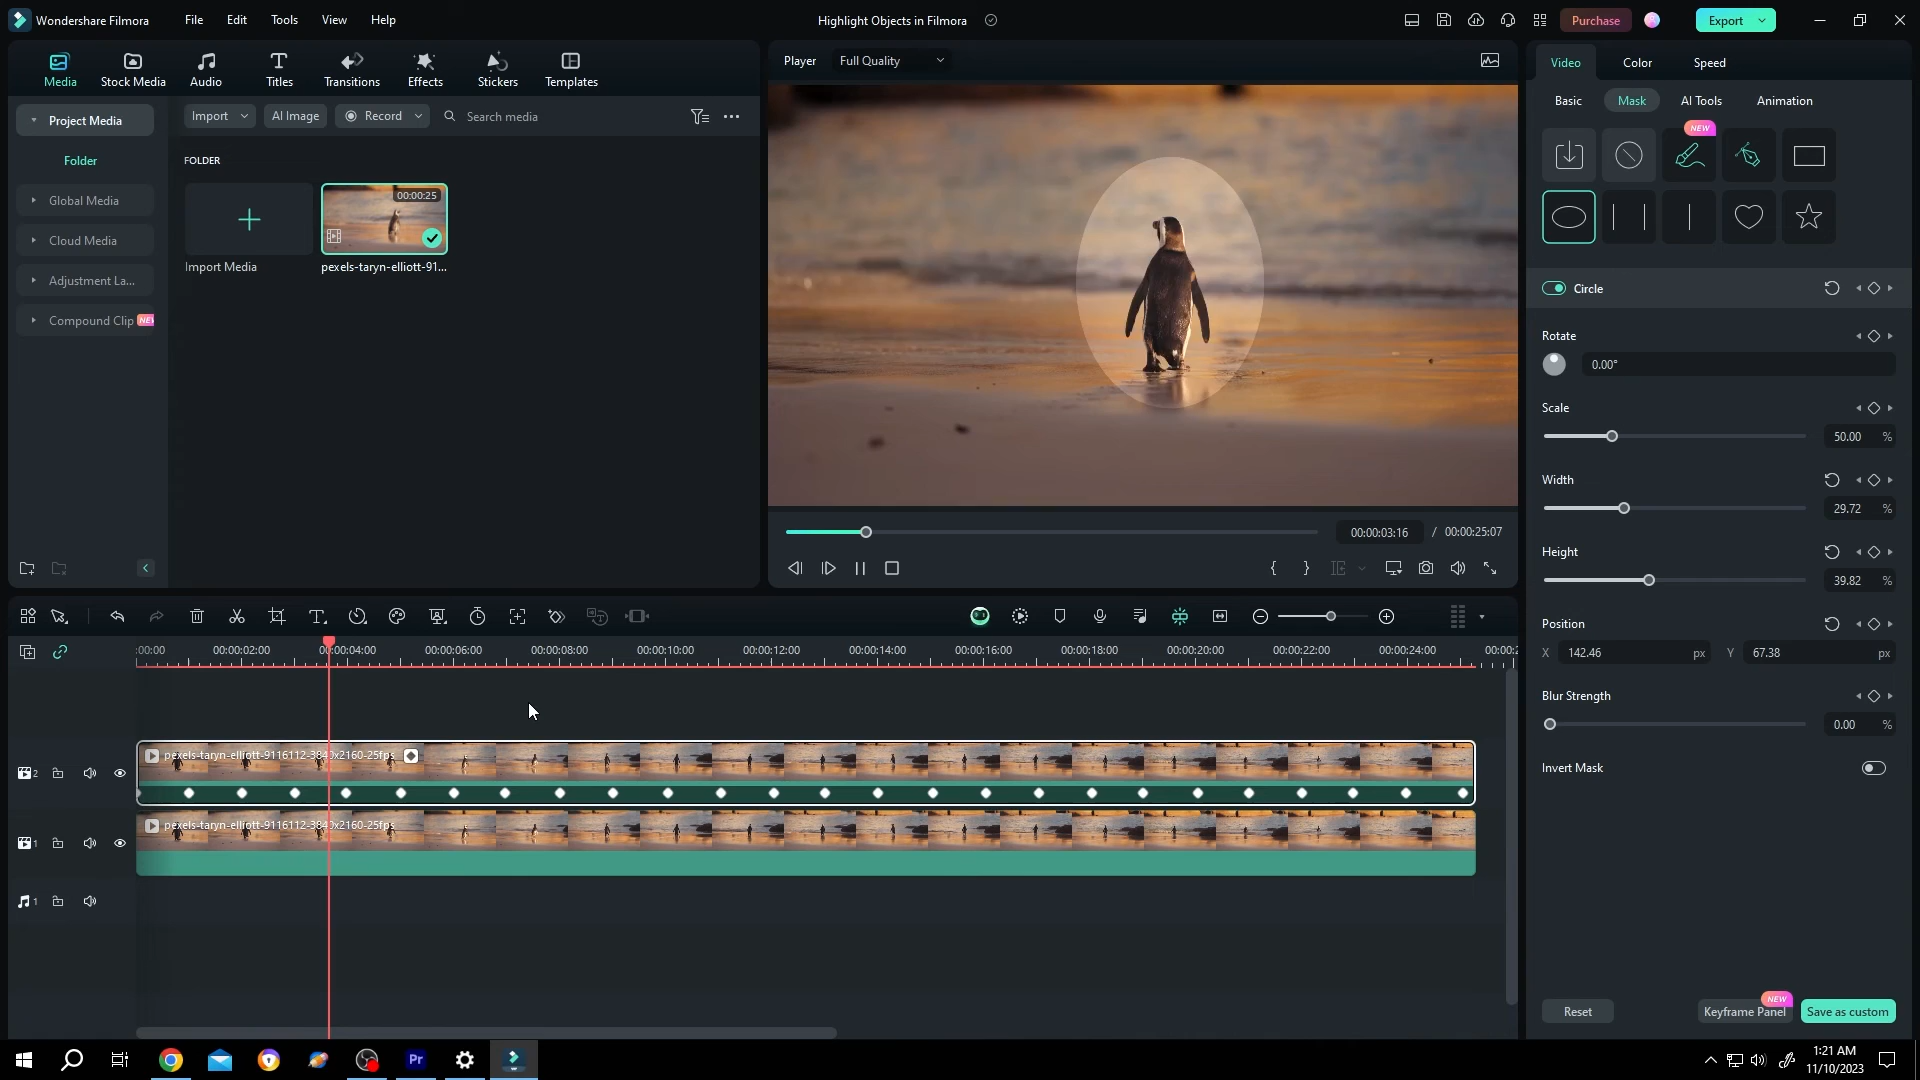 Wondershare Filmora
File
Edit
Tools
View
Help
Highlight Objects in Filmora
Purchase
Export
Media
Stock Media
Audio
Titles
Transitions
Effects
Stickers
Templates
Project Media
Folder
Global Media
Cloud Media
Adjustment La...
Compound Clip
Import
AI Image
Record
Search media
FOLDER
00:00:25
Import Media
pexels-taryn-elliott-91...
Player
Full Quality
00:00:03:16
/
00:00:25:07
Video
Color
Speed
Basic
Mask
AI Tools
Animation
NEW
Circle
Rotate
0.00°
Scale
50.00 %
Width
29.72 %
Height
39.82 %
Position
X 142.46 px
Y 67.38 px
Blur Strength
0.00 %
Invert Mask
Reset
NEW
Keyframe Panel
Save as custom
:00:00
00:00:02:00
00:00:04:00
00:00:06:00
00:00:08:00
00:00:10:00
00:00:12:00
00:00:14:00
00:00:16:00
00:00:18:00
00:00:20:00
00:00:22:00
00:00:24:00
00:00:2
2
pexels-taryn-elliott-9116112-3840x2160-25fps
1
pexels-taryn-elliott-9116112-3840x2160-25fps
1
Pr
1:21 AM
11/10/2023